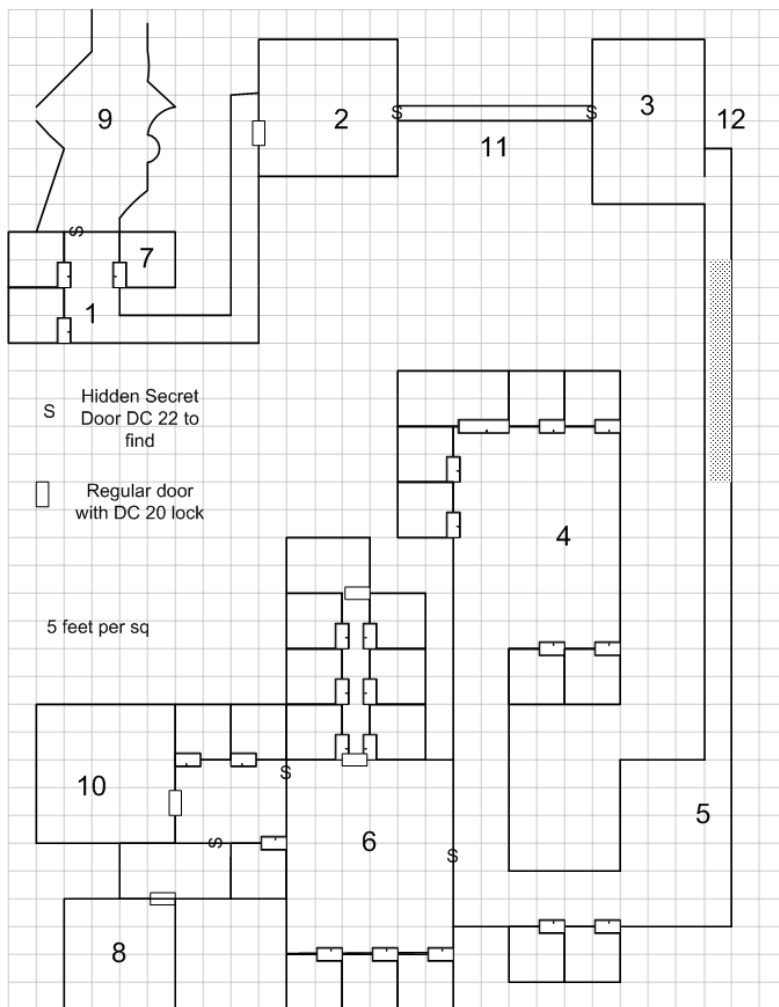 9
2
S
S
3
12
11
S
7
1
S
Hidden Secret
Door DC 22 to
find
Regular door
with DC 20 lock
4
5 feet per sq
S
10
S
6
S
5
8